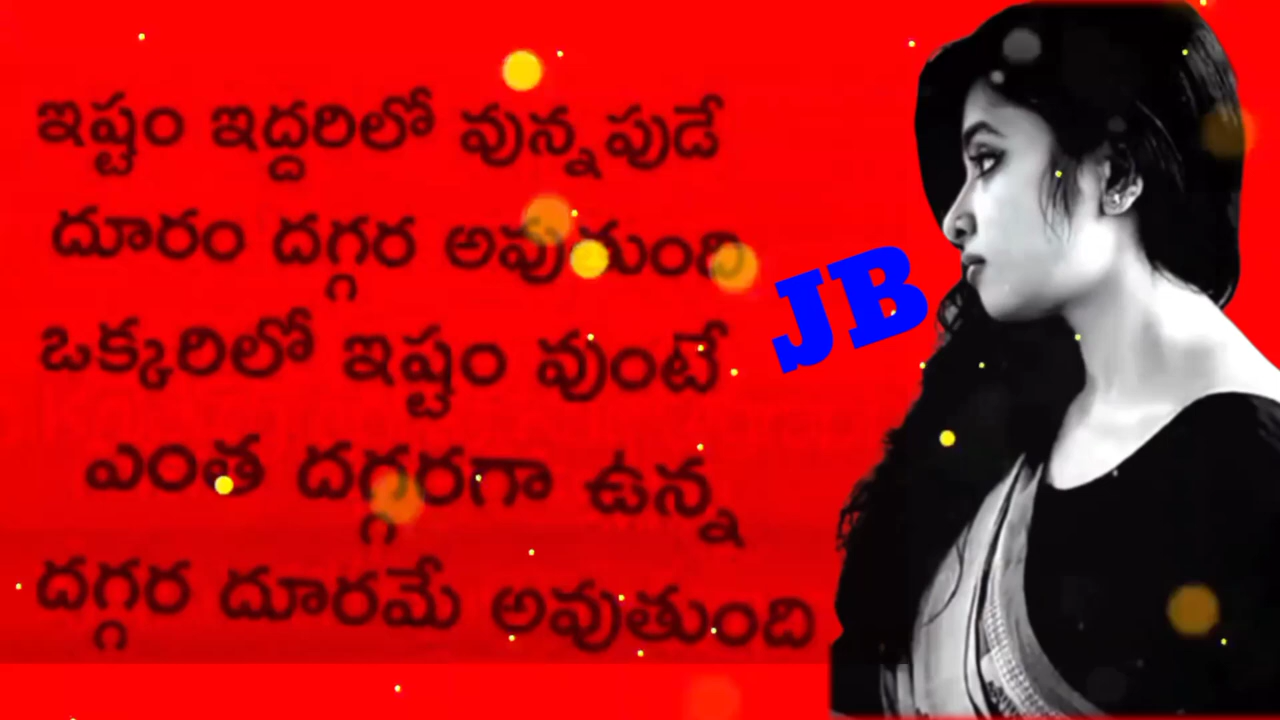 ఇష్టం ఇద్దరిలో వున్నపుడే
దూరం దగ్గర అవుతుంది
JB
ఒక్కరిలో ఇష్టం వుంటే
ఎంత దగ్గరగా ఉన్న
దగ్గర దూరమే అవుతుంది